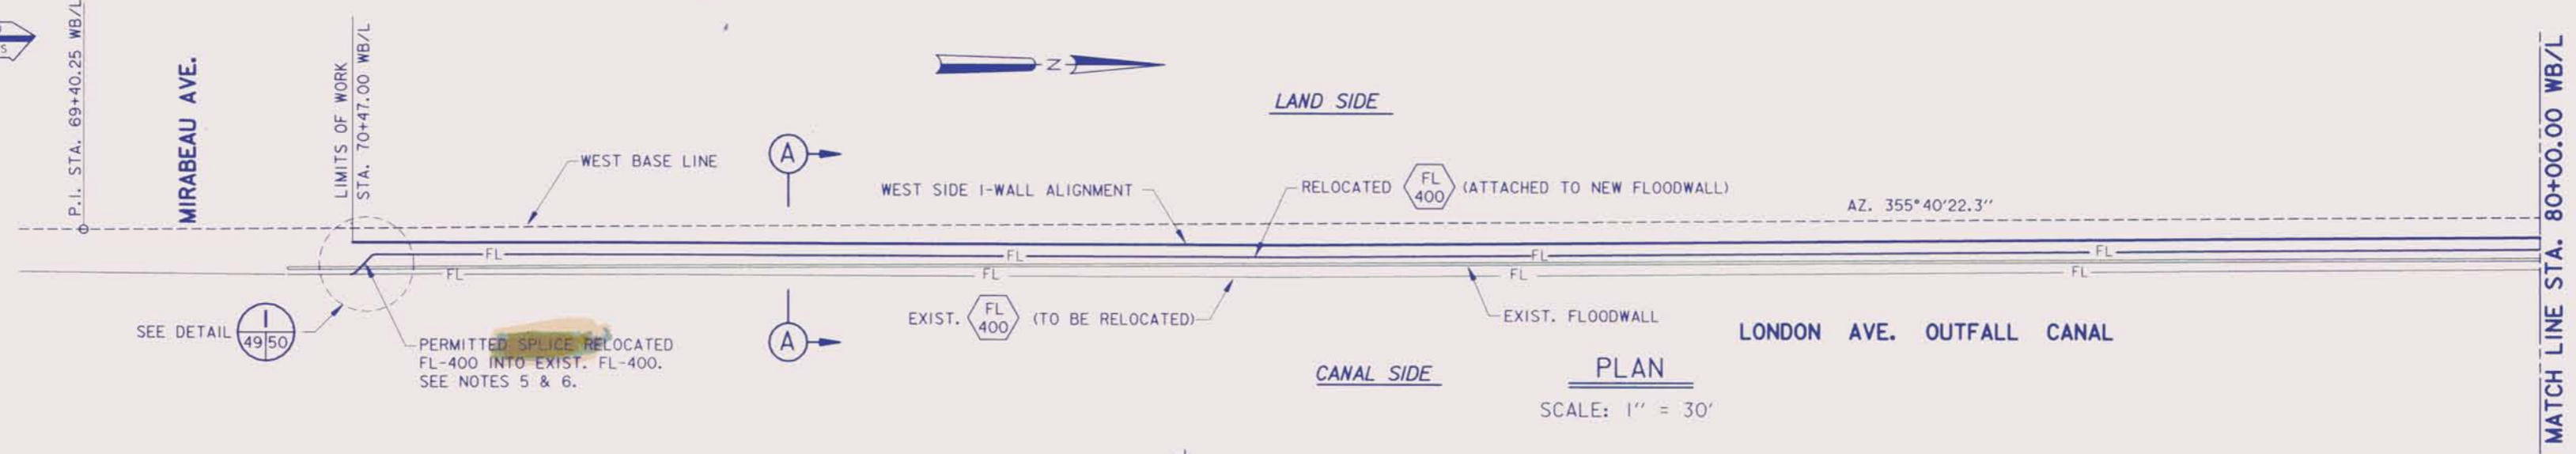 S
P.I. STA. 69+40.25 WB/L
MIRABEAU AVE.
LIMITS OF WORK
STA. 70+47.00 WB/L
N
LAND SIDE
WEST BASE LINE
A
WEST SIDE I-WALL ALIGNMENT
RELOCATED FL 400 (ATTACHED TO NEW FLOODWALL)
AZ. 355°40'22.3''
FL FL FL FL
FL FL FL FL
SEE DETAIL 1 49 50
PERMITTED SPLICE RELOCATED
FL-400 INTO EXIST. FL-400.
SEE NOTES 5 & 6.
A
EXIST. FL 400 (TO BE RELOCATED)
EXIST. FLOODWALL
LONDON AVE. OUTFALL CANAL
CANAL SIDE
PLAN
SCALE: 1'' = 30'
MATCH LINE STA. 80+00.00 WB/L